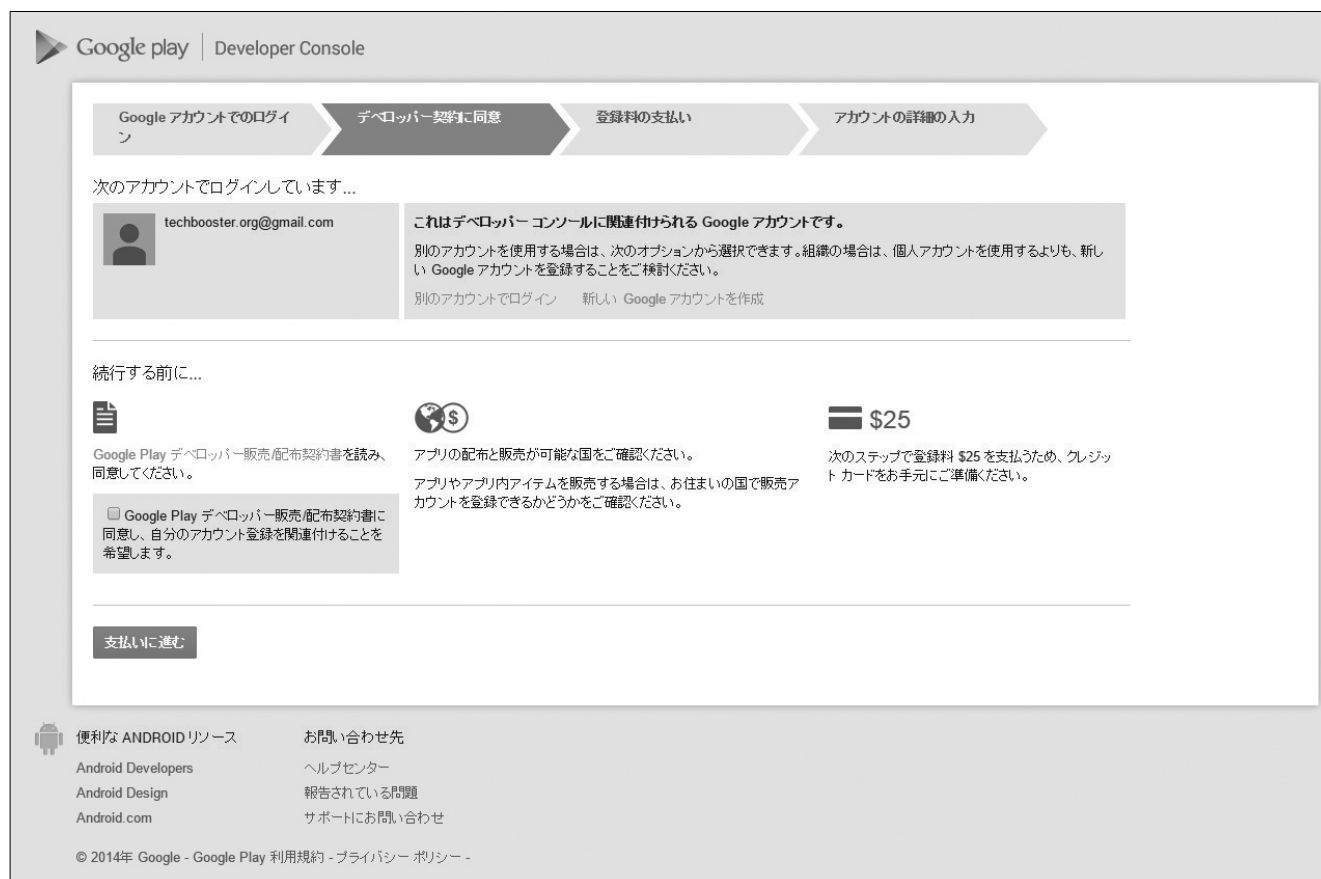 Google play | Developer Console
Google アカウントでのログイ
ン
デベロッパー契約に同意
登録料の支払い
アカウントの詳細の入力
次のアカウントでログインしています...
techbooster.org@gmail.com
これはデベロッパー コンソールに関連付けられる Google アカウントです。
別のアカウントを使用する場合は、次のオプションから選択できます。組織の場合は、個人アカウントを使用するよりも、新し
い Google アカウントを登録することをご検討ください。
別のアカウントでログイン 新しい Google アカウントを作成
続行する前に...
Google Play デベロッパー販売/配布契約書を読み、
同意してください。
Google Play デベロッパー販売/配布契約書に
同意し、自分のアカウント登録を関連付けることを
希望します。
$
アプリの配布と販売が可能な国をご確認ください。
アプリやアプリ内アイテムを販売する場合は、お住まいの国で販売ア
カウントを登録できるかどうかをご確認ください。
$25
次のステップで登録料 $25 を支払うため、クレジッ
ト カードをお手元にご準備ください。
支払いに進む
便利な ANDROID リソース
Android Developers
Android Design
Android.com
お問い合わせ先
ヘルプセンター
報告されている問題
サポートにお問い合わせ
© 2014年 Google - Google Play 利用規約 - プライバシー ポリシー -